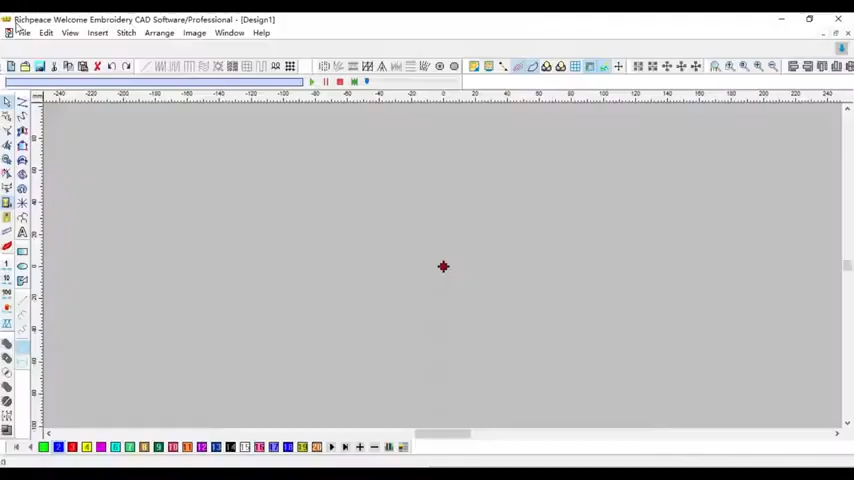 Richpeace Welcome Embroidery CAD Software/Professional - [Design1]
File Edit View Insert Stitch Arrange Image Window Help
-240 -220 -200 -180 -160 -140 -120 -100 -80 -60 -40 -20 0 20 40 60 80 100 120 140 160 180 200 220 240
A
1
10
100
1 2 3 4 5 6 7 8 9 10 11 12 13 14 15 16 17 18 19 20